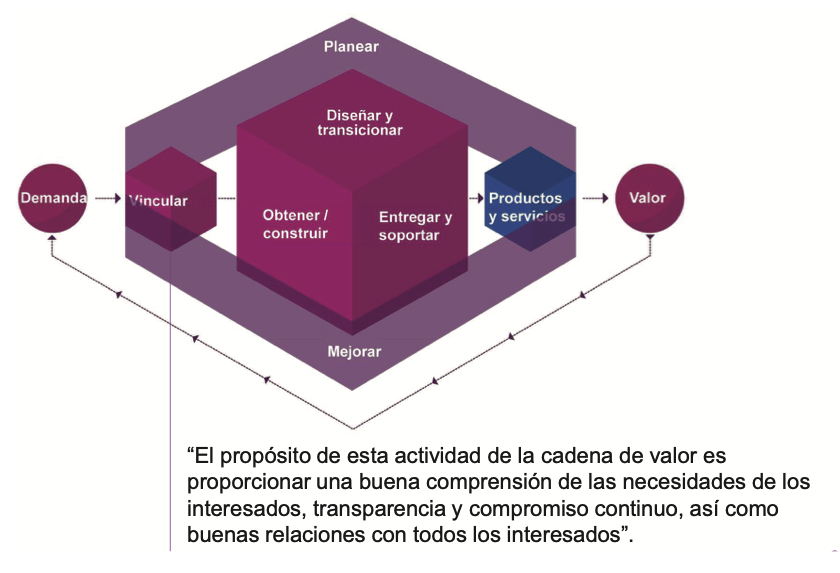 Planear
Diseñar y
transicionar
Demanda
Vincular
Obtener /
construir
Entregar y
soportar
Productos
y servicios
Valor
Mejorar
“El propósito de esta actividad de la cadena de valor es
proporcionar una buena comprensión de las necesidades de los
interesados, transparencia y compromiso continuo, así como
buenas relaciones con todos los interesados”.